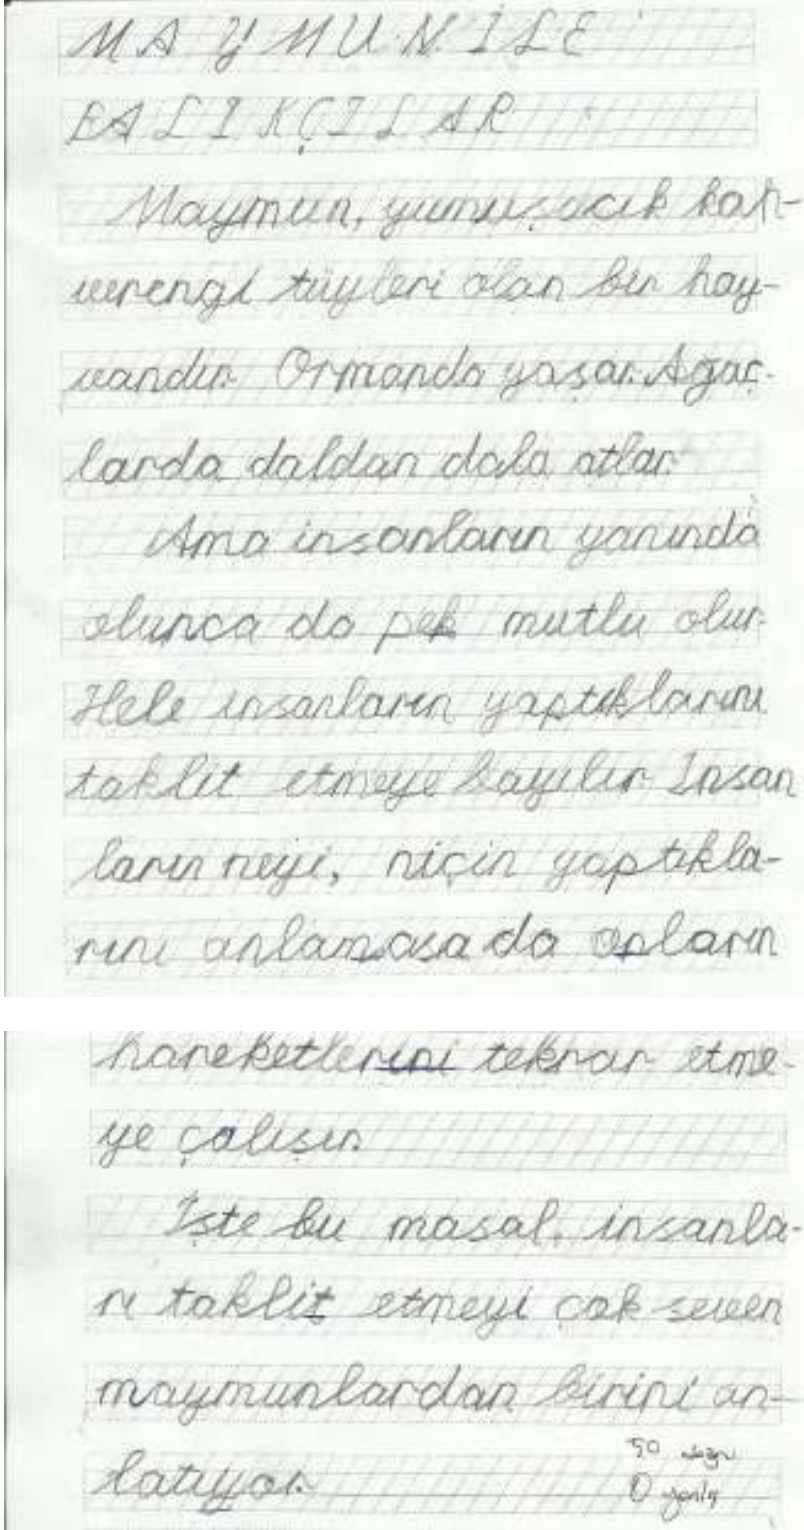 MAYMUN İLE
BALIKÇILAR
Maymun, yumuşacık kah-
verengi tüyleri olan bir hay-
vandır. Ormanda yaşar. Ağaç-
larda daldan dala atlar.
Ama insanların yanında
olunca da pek mutlu olur.
Hele insanların yaptıklarını
taklit etmeye bayılır. İnsan
ların neyi, niçin yaptıkla-
rını anlamasa da onların
hareketlerini tekrar etme-
ye çalışır.
İşte bu masal, insanla-
rı taklit etmeyi çok seven
maymunlardan birini an-
latıyor.
50 doğru
0 yanlış